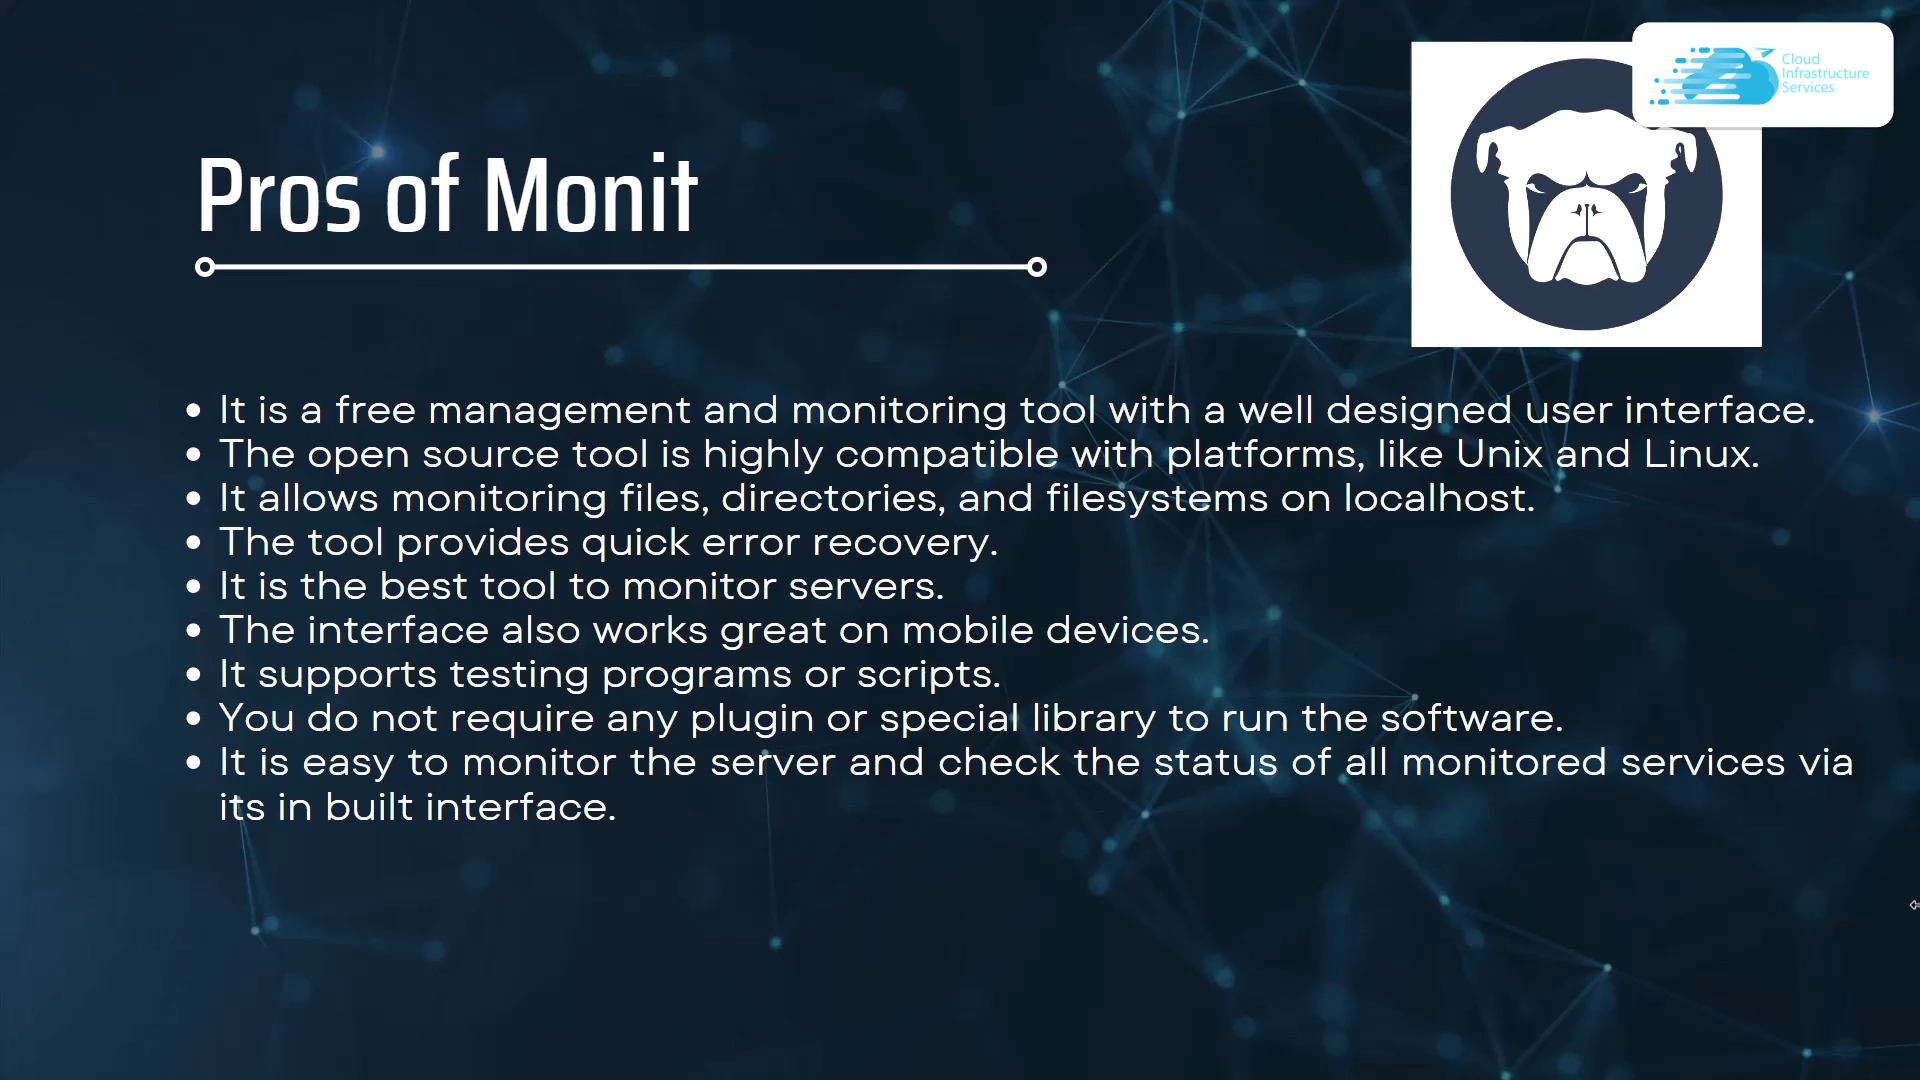 Cloud
Infrastructure
Services
Pros of Monit
• It is a free management and monitoring tool with a well designed user interface.
• The open source tool is highly compatible with platforms, like Unix and Linux.
• It allows monitoring files, directories, and filesystems on localhost.
• The tool provides quick error recovery.
• It is the best tool to monitor servers.
• The interface also works great on mobile devices.
• It supports testing programs or scripts.
• You do not require any plugin or special library to run the software.
• It is easy to monitor the server and check the status of all monitored services via
its in built interface.